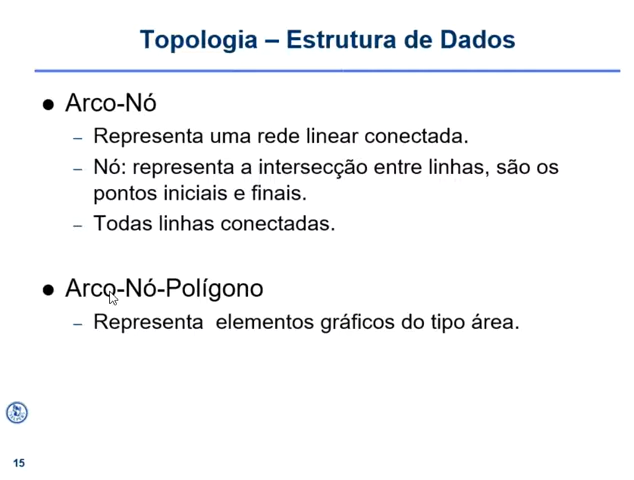 Topologia – Estrutura de Dados
● Arco-Nó
– Representa uma rede linear conectada.
– Nó: representa a intersecção entre linhas, são os
pontos iniciais e finais.
– Todas linhas conectadas.
● Arco-Nó-Polígono
– Representa elementos gráficos do tipo área.
15